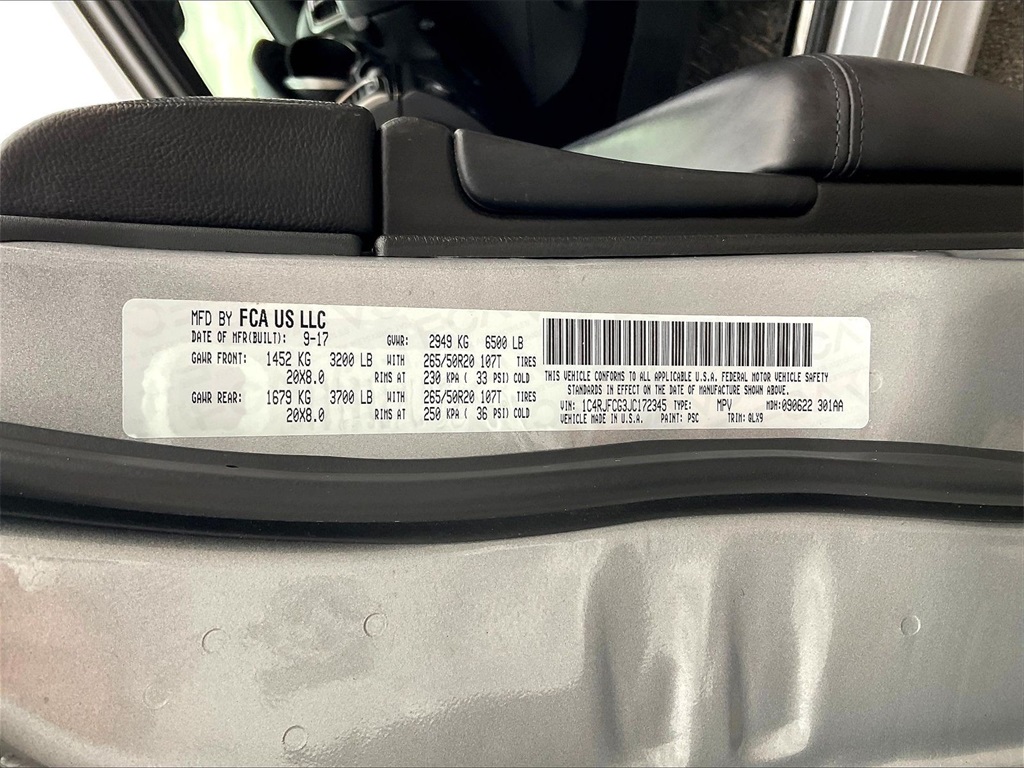 MFD BY FCA US LLC
DATE OF MFR(BUILT): 9-17 GVWR: 2949 KG 6500 LB
GAWR FRONT: 1452 KG 3200 LB WITH 265/50R20 107T TIRES
20X8.0 RIMS AT 230 KPA ( 33 PSI) COLD
GAWR REAR: 1679 KG 3700 LB WITH 265/50R20 107T TIRES
20X8.0 RIMS AT 250 KPA ( 36 PSI) COLD
THIS VEHICLE CONFORMS TO ALL APPLICABLE U.S.A. FEDERAL MOTOR VEHICLE SAFETY
STANDARDS IN EFFECT ON THE DATE OF MANUFACTURE SHOWN ABOVE.
VIN: 1C4RJFCG3JC172345 TYPE: MPV MDH: 090622 301AA
VEHICLE MADE IN U.S.A. PAINT: PSC TRIM: QLX9